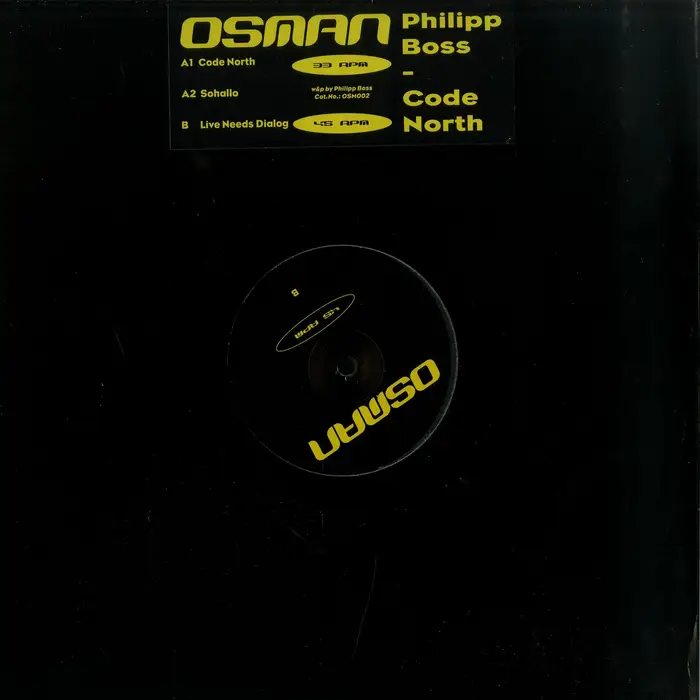 OSMAN
A1 Code North
33 RPM
A2 Sohallo
w&p by Philipp Boss
Cat.No.: OSM002
B Live Needs Dialog
45 RPM
Philipp
Boss
-
Code
North
B
45 RPM
OSMAN